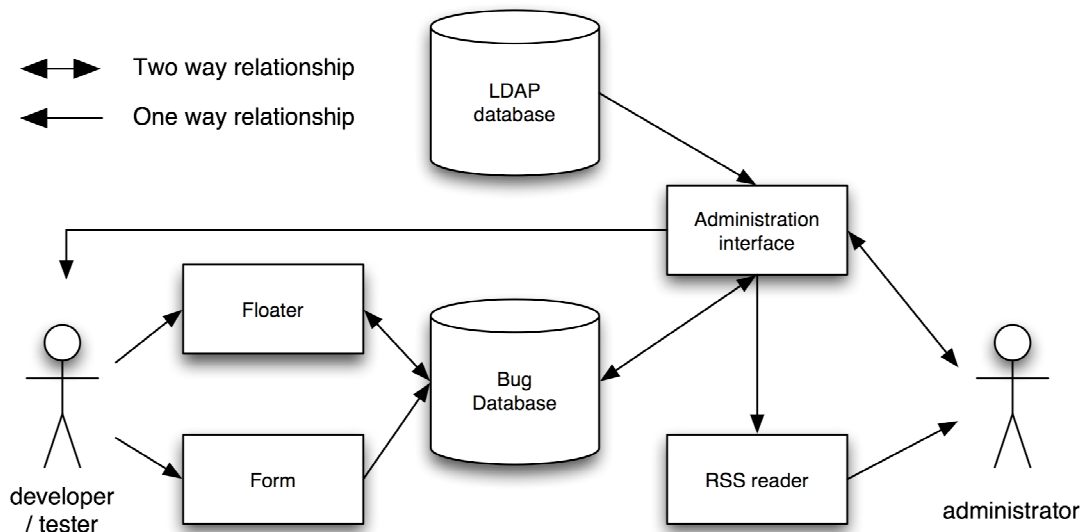 Two way relationship
One way relationship
LDAP
database
Administration
interface
Floater
Bug
Database
Form
RSS reader
developer
/ tester
administrator